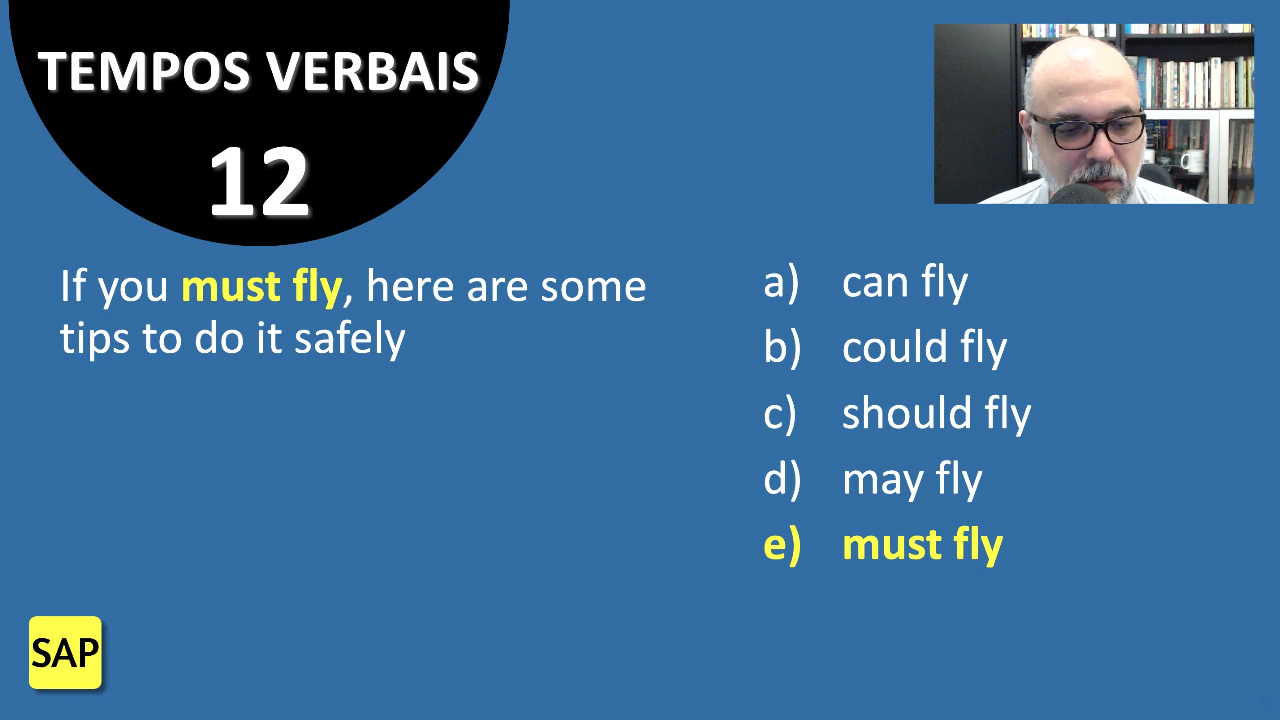 TEMPOS VERBAIS
12
If you must fly, here are some
tips to do it safely
a) can fly
b) could fly
c) should fly
d) may fly
e) must fly
SAP